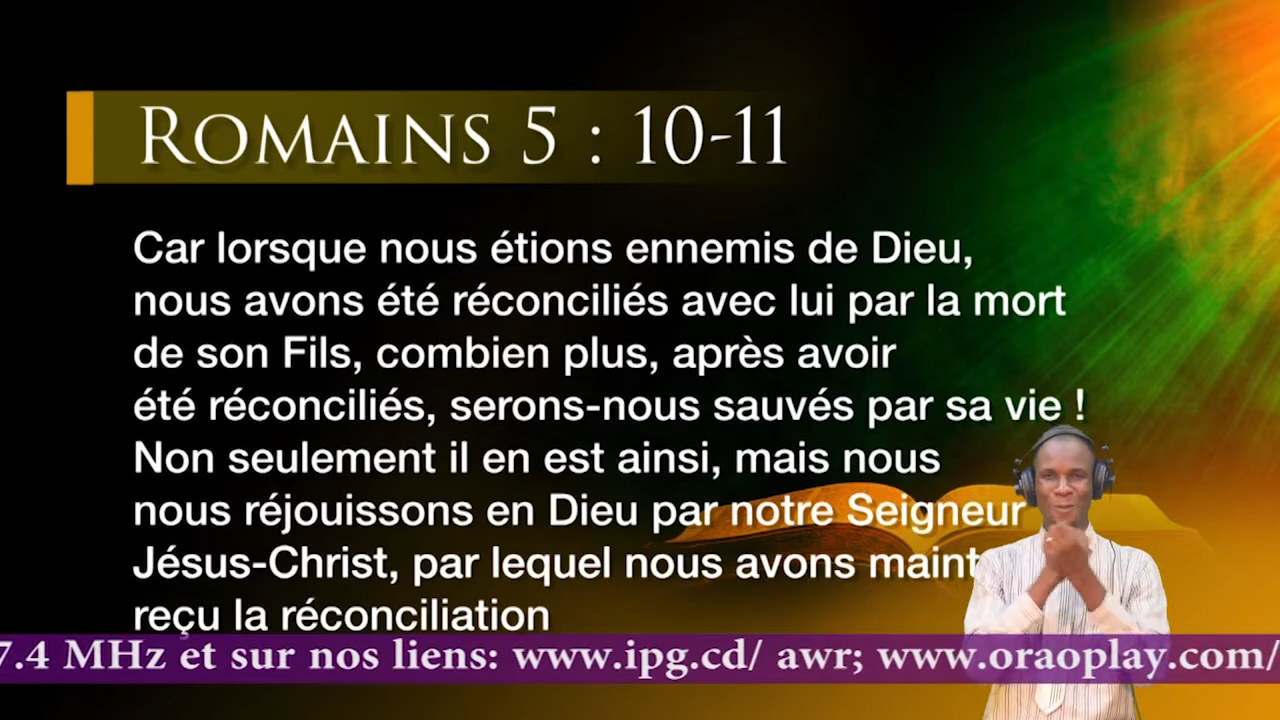 Romains 5 : 10-11
Car lorsque nous étions ennemis de Dieu,
nous avons été réconciliés avec lui par la mort
de son Fils, combien plus, après avoir
été réconciliés, serons-nous sauvés par sa vie !
Non seulement il en est ainsi, mais nous
nous réjouissons en Dieu par notre Seigneur
Jésus-Christ, par lequel nous avons maint
reçu la réconciliation
7.4 MHz et sur nos liens: www.ipg.cd/ awr; www.oraoplay.com/